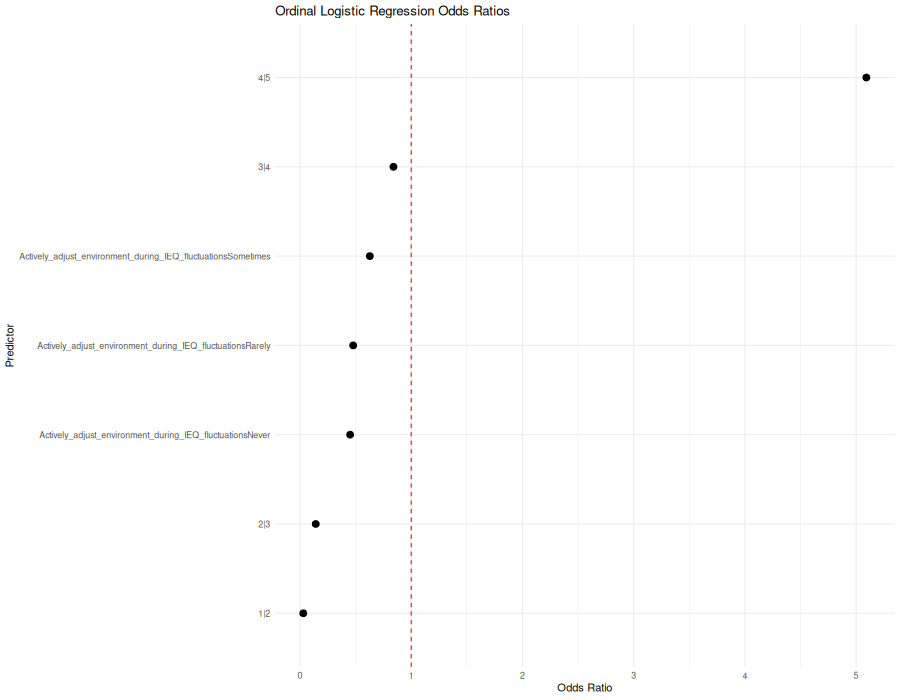 Ordinal Logistic Regression Odds Ratios
4|5
3|4
Actively_adjust_environment_during_IEQ_fluctuationsSometimes
Actively_adjust_environment_during_IEQ_fluctuationsRarely
Actively_adjust_environment_during_IEQ_fluctuationsNever
2|3
1|2
Predictor
0 1 2 3 4 5
Odds Ratio